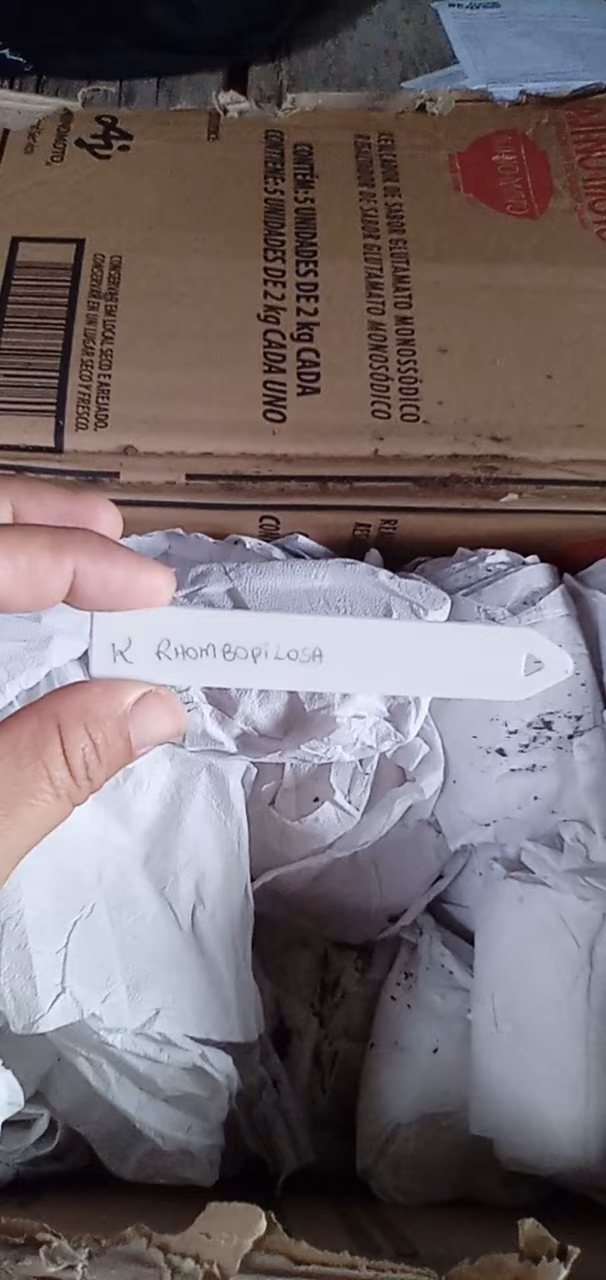 K RHOMBOPiLOSA
REALÇADOR DE SABOR GLUTAMATO MONOSSÓDICO
REALZADOR DE SABOR GLUTAMATO MONOSÓDICO
CONTÉM: 5 UNIDADES DE 2 kg CADA
CONTIENE: 5 UNIDADES DE 2 kg CADA UNO
CONSERVAR EM LOCAL SECO E AREJADO.
CONSERVAR EN UN LUGAR SECO Y FRESCO.
AJINOMOTO